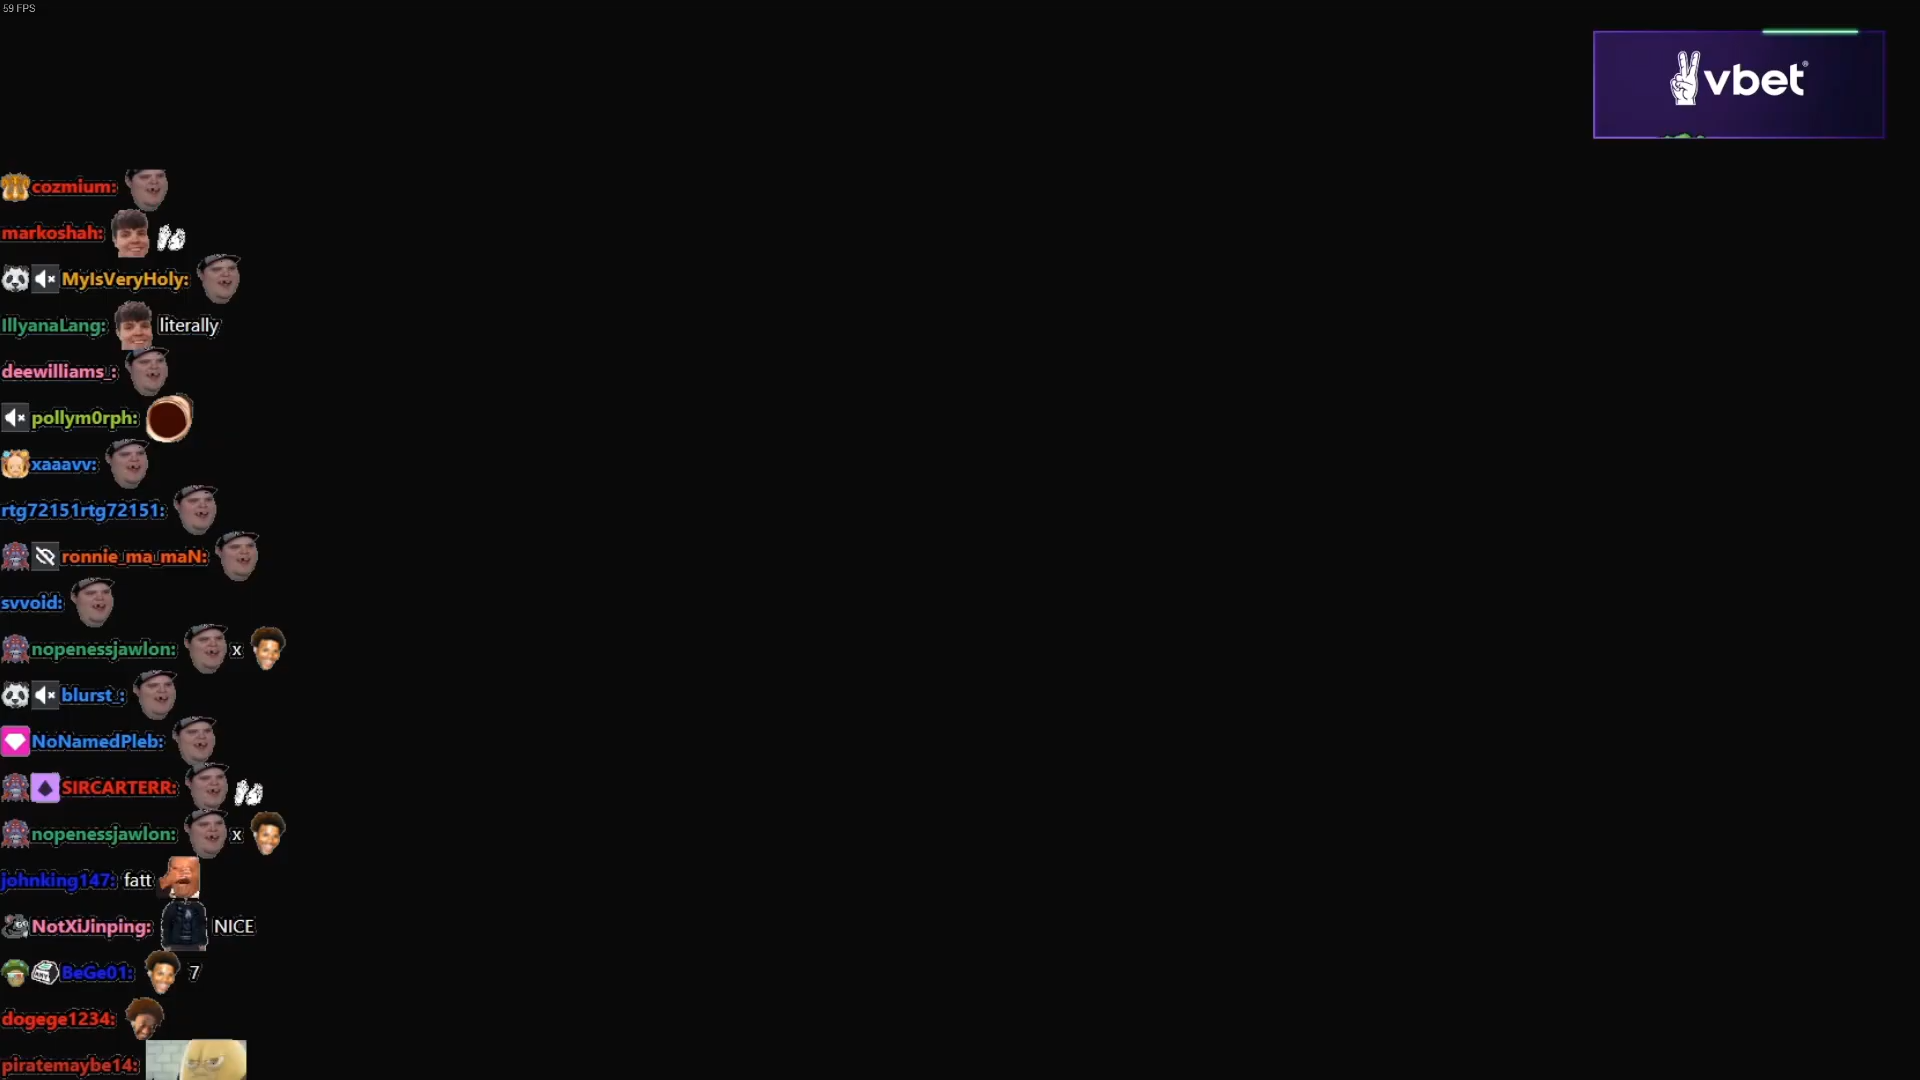 59 FPS
vbet
cozmium:
markoshah:
MyIsVeryHoly:
IllyanaLang: literally
deewilliams_:
pollym0rph:
xaaavv:
rtg72151rtg72151:
ronnie_ma_maN:
svvoid:
nopenessjawlon: x
blurst_:
NoNamedPleb:
SIRCARTERR:
nopenessjawlon: x
johnking147: fatt
NotXiJinping: NICE
BeGe01: 7
dogege1234:
piratemaybe14: